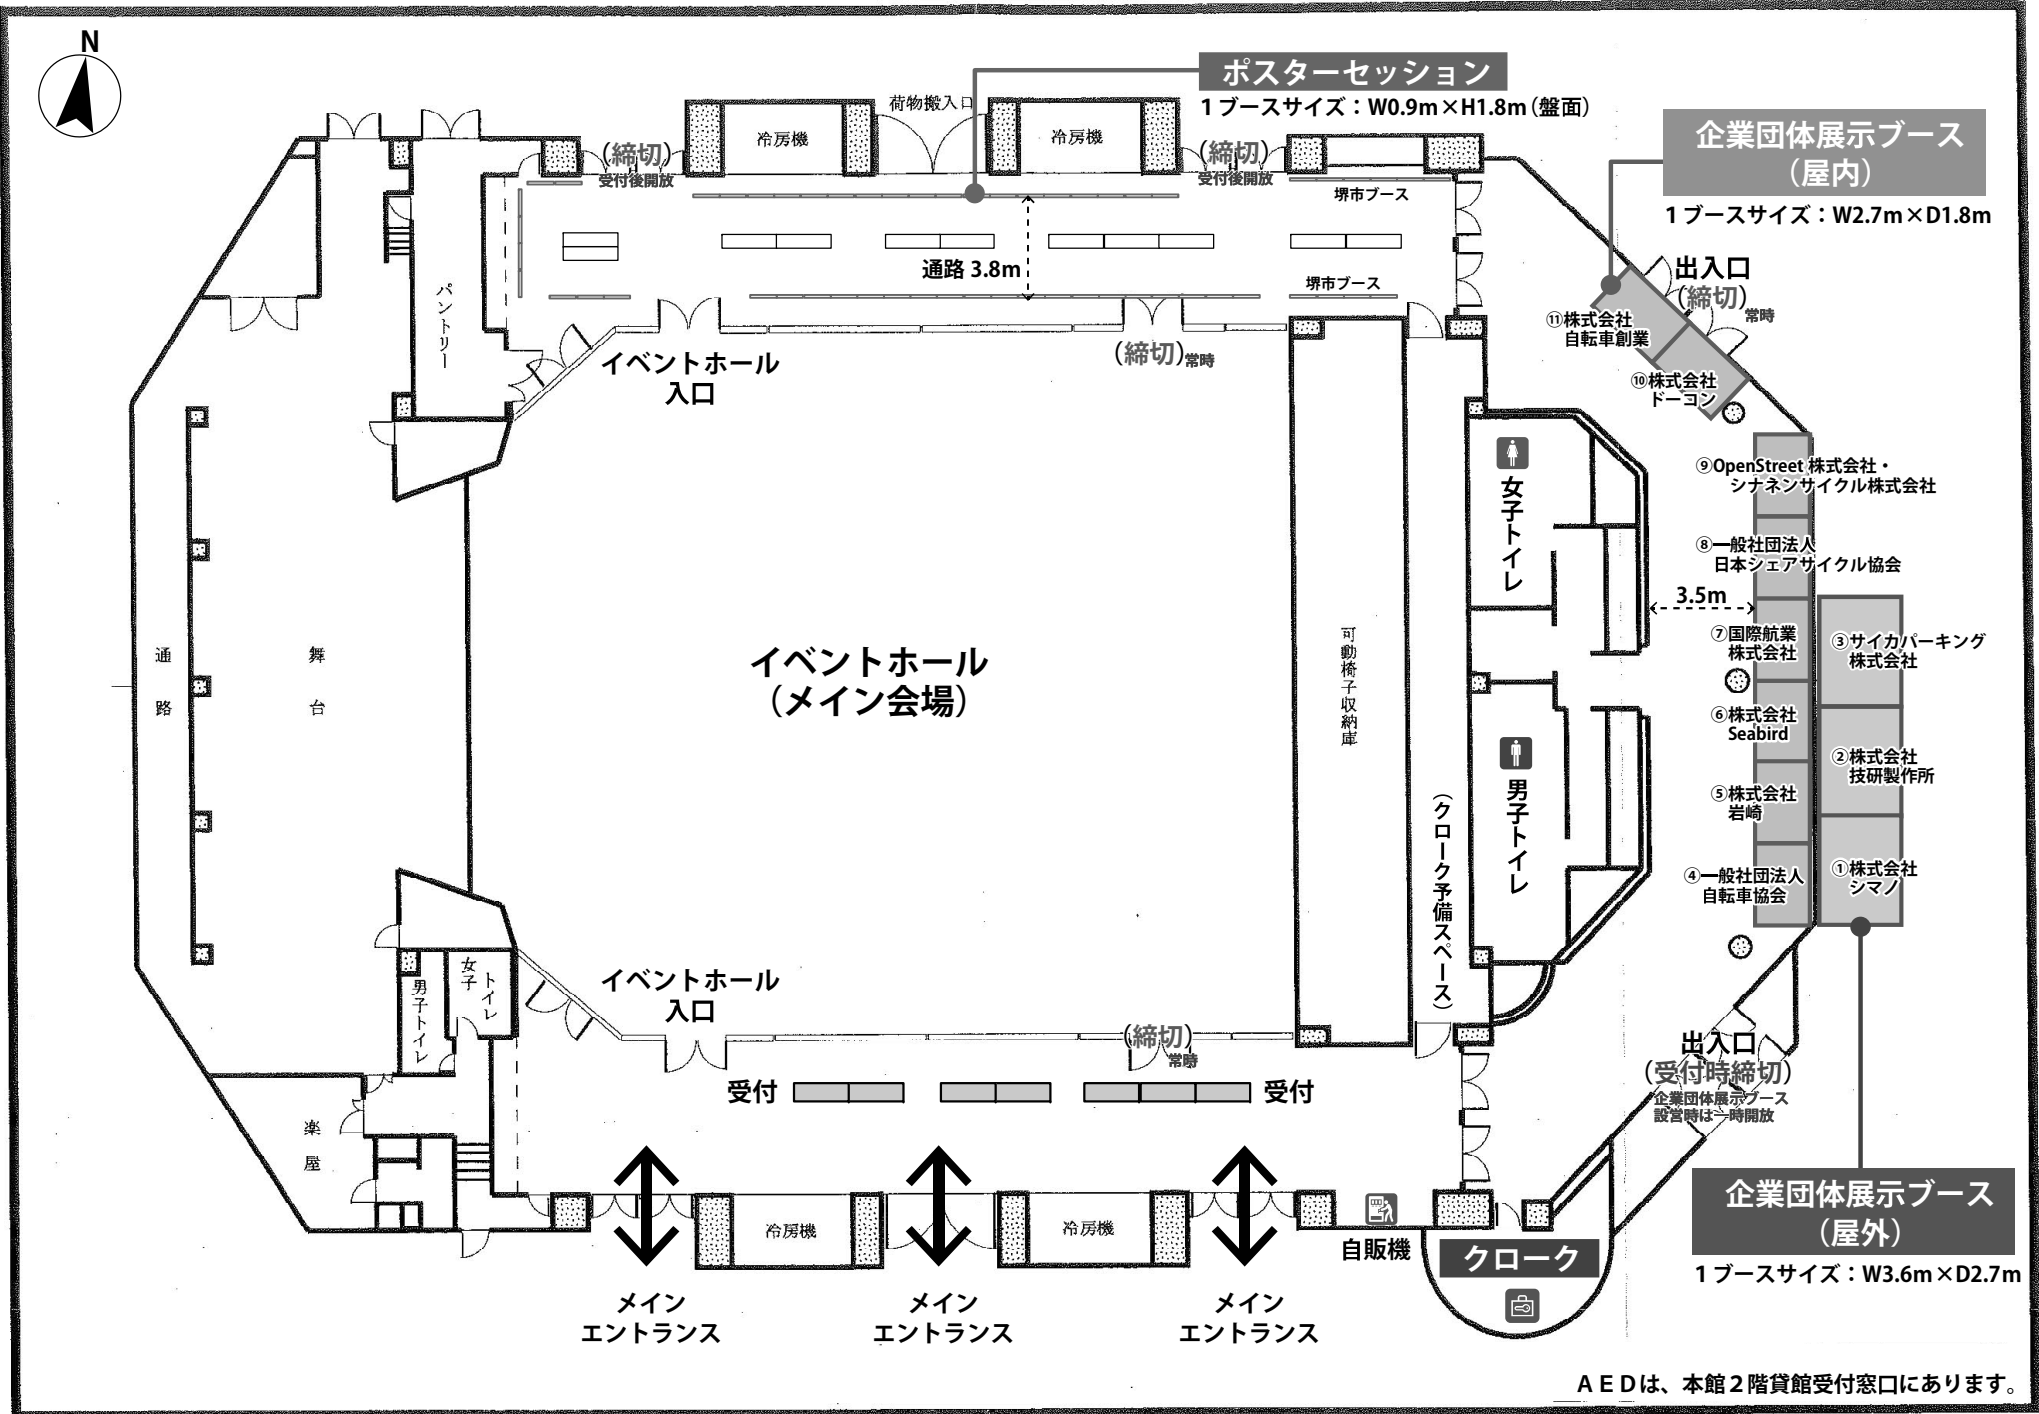 N
ポスターセッション
1ブースサイズ：W0.9m×H1.8m(盤面)
荷物搬入口
冷房機
冷房機
(締切)
受付後開放
(締切)
受付後開放
企業団体展示ブース
(屋内)
1ブースサイズ：W2.7m×D1.8m
堺市ブース
通路 3.8m
堺市ブース
出入口
(締切)常時
パントリー
⑪株式会社
自転車創業
(締切)常時
イベントホール
入口
⑩株式会社
ドーコン
女子トイレ
⑨OpenStreet 株式会社・
シナネンサイクル株式会社
⑧一般社団法人
日本シェアサイクル協会
3.5m
⑦国際航業
株式会社
③サイカパーキング
株式会社
通路
舞台
イベントホール
(メイン会場)
可動椅子収納庫
⑥株式会社
Seabird
②株式会社
技研製作所
男子トイレ
(クローク予備スペース)
⑤株式会社
岩崎
④一般社団法人
自転車協会
①株式会社
シマノ
女子
トイレ
男子トイレ
イベントホール
入口
(締切)
常時
出入口
(受付時締切)
企業団体展示ブース
設営時は一時開放
受付
受付
楽屋
冷房機
冷房機
自販機
クローク
企業団体展示ブース
(屋外)
1ブースサイズ：W3.6m×D2.7m
メイン
エントランス
メイン
エントランス
メイン
エントランス
ＡＥＤは、本館２階貸館受付窓口にあります。